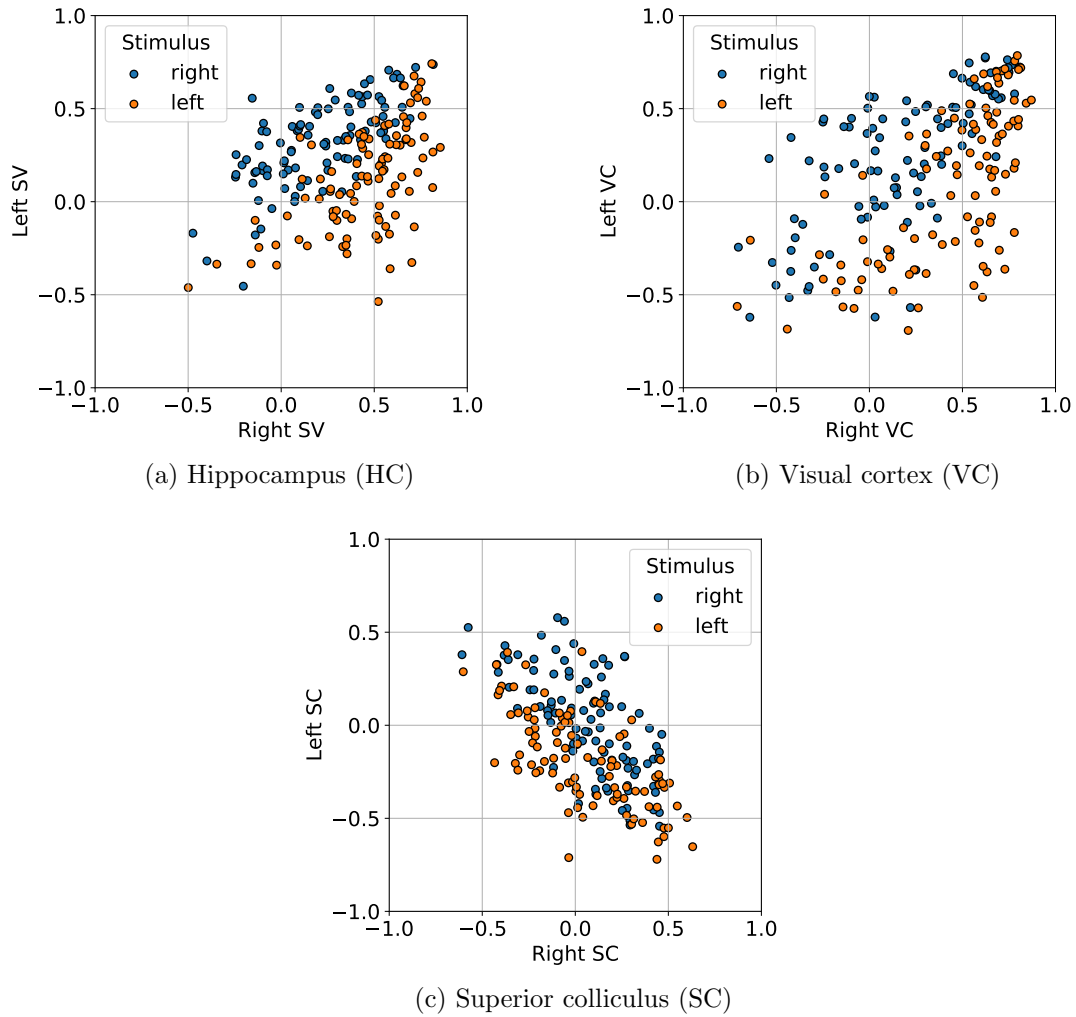 1.0
0.5
0.0
−0.5
−1.0
−1.0 −0.5 0.0 0.5 1.0
Left SV
Right SV
Stimulus
right
left
(a) Hippocampus (HC)
1.0
0.5
0.0
−0.5
−1.0
−1.0 −0.5 0.0 0.5 1.0
Left VC
Right VC
Stimulus
right
left
(b) Visual cortex (VC)
1.0
0.5
0.0
−0.5
−1.0
−1.0 −0.5 0.0 0.5 1.0
Left SC
Right SC
Stimulus
right
left
(c) Superior colliculus (SC)